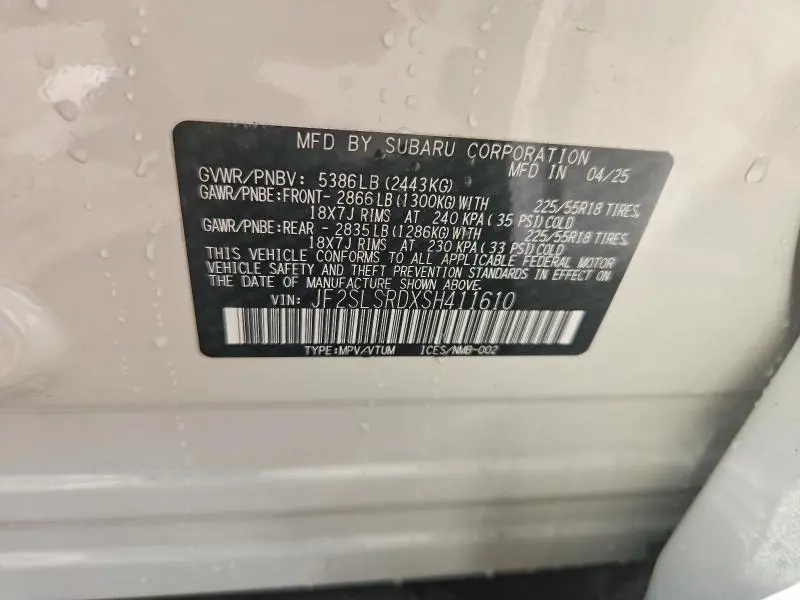 MFD BY SUBARU CORPORATION
MFD IN 04/25
GVWR/PNBV: 5386LB (2443KG)
GAWR/PNBE:FRONT- 2866LB (1300KG) WITH 225/55R18 TIRES,
18X7J RIMS AT 240 KPA (35 PSI) COLD
GAWR/PNBE:REAR - 2835LB (1286KG) WITH 225/55R18 TIRES,
18X7J RIMS AT 230 KPA (33 PSI) COLD
THIS VEHICLE CONFORMS TO ALL APPLICABLE FEDERAL MOTOR
VEHICLE SAFETY AND THEFT PREVENTION STANDARDS IN EFFECT ON
THE DATE OF MANUFACTURE SHOWN ABOVE.
VIN: JF2SLSRDXSH411610
TYPE:MPV/VTUM ICES/NMB-002